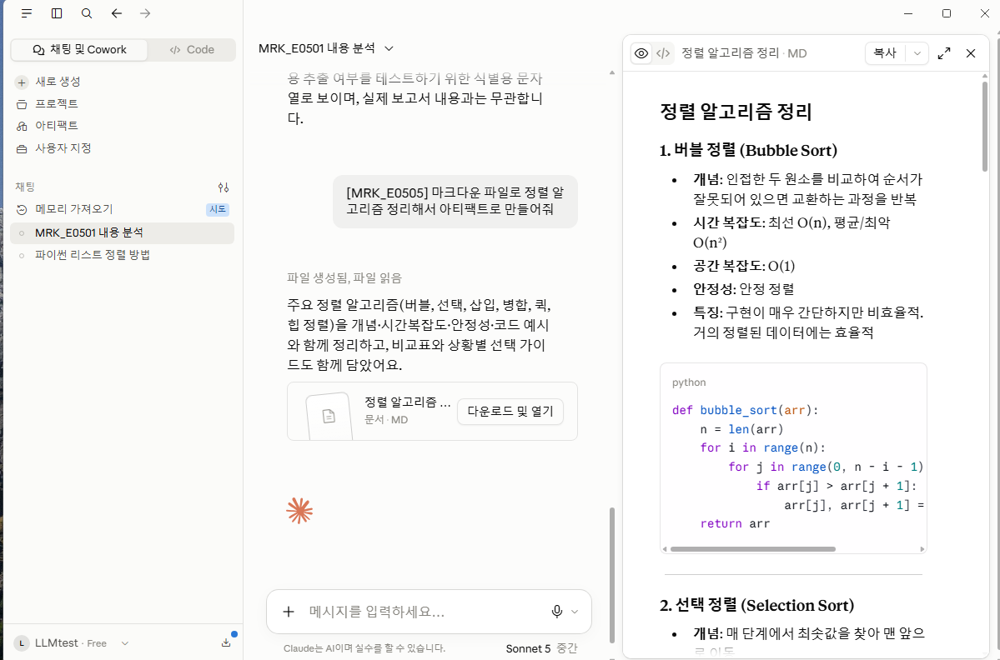 채팅 및 Cowork
Code
새로 생성
프로젝트
아티팩트
사용자 지정
채팅
메모리 가져오기
시도
MRK_E0501 내용 분석
파이썬 리스트 정렬 방법
L
LLMtest · Free
MRK_E0501 내용 분석
용 추출 여부를 테스트하기 위한 식별용 문자
열로 보이며, 실제 보고서 내용과는 무관합니
다.
[MRK_E0505] 마크다운 파일로 정렬 알
고리즘 정리해서 아티팩트로 만들어줘
파일 생성됨, 파일 읽음
주요 정렬 알고리즘(버블, 선택, 삽입, 병합, 퀵,
힙 정렬)을 개념·시간복잡도·안정성·코드 예시
와 함께 정리하고, 비교표와 상황별 선택 가이
드도 함께 담았어요.
정렬 알고리즘 ...
문서 · MD
다운로드 및 열기
메시지를 입력하세요...
Claude는 AI이며 실수를 할 수 있습니다.
Sonnet 5 중간
정렬 알고리즘 정리 · MD
복사
정렬 알고리즘 정리
1. 버블 정렬 (Bubble Sort)
• 개념: 인접한 두 원소를 비교하여 순서가
잘못되어 있으면 교환하는 과정을 반복
• 시간 복잡도: 최선 O(n), 평균/최악
O(n²)
• 공간 복잡도: O(1)
• 안정성: 안정 정렬
• 특징: 구현이 매우 간단하지만 비효율적.
거의 정렬된 데이터에는 효율적
python
def bubble_sort(arr):
    n = len(arr)
    for i in range(n):
        for j in range(0, n - i - 1)
            if arr[j] > arr[j + 1]:
                arr[j], arr[j + 1] =
    return arr
2. 선택 정렬 (Selection Sort)
• 개념: 매 단계에서 최솟값을 찾아 맨 앞으
로 이동